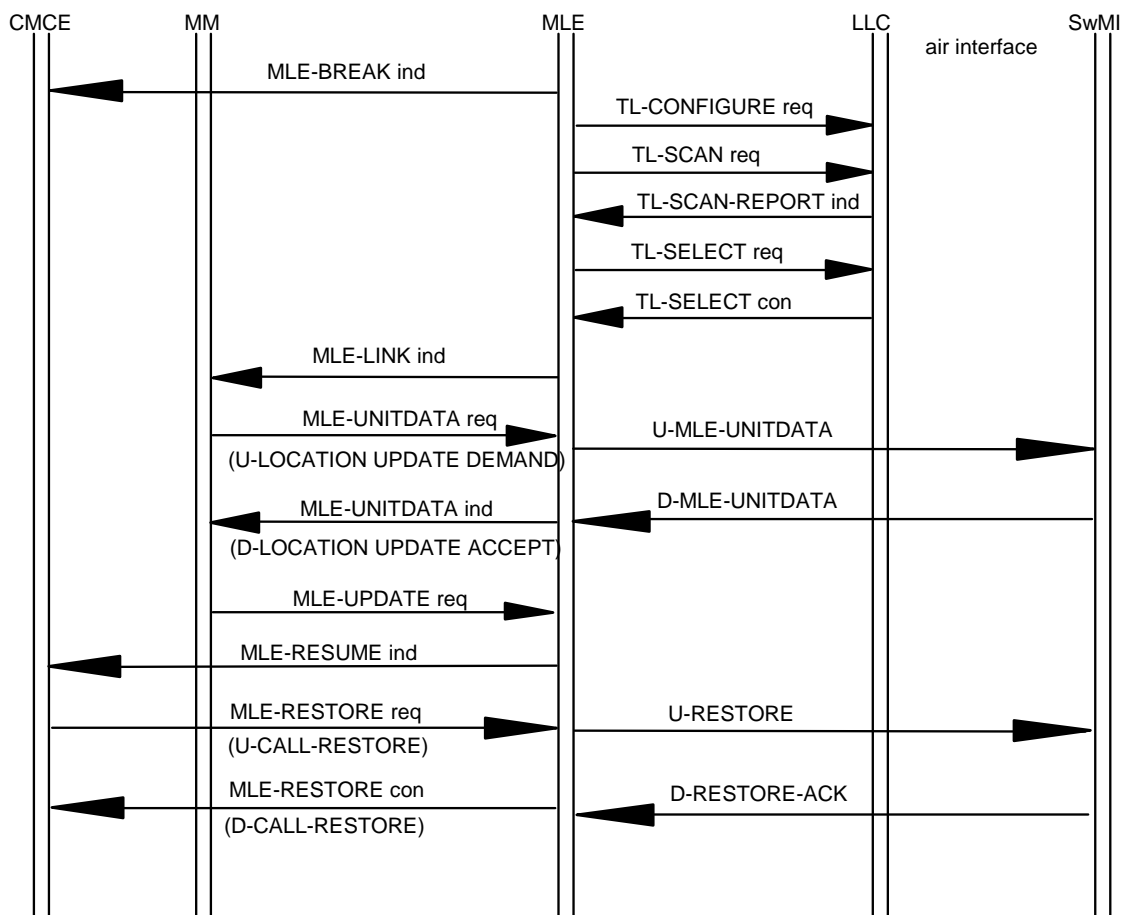 CMCE MM MLE LLC SwMI
air interface
MLE-BREAK ind
TL-CONFIGURE req
TL-SCAN req
TL-SCAN-REPORT ind
TL-SELECT req
TL-SELECT con
MLE-LINK ind
MLE-UNITDATA req
U-MLE-UNITDATA
(U-LOCATION UPDATE DEMAND)
D-MLE-UNITDATA
MLE-UNITDATA ind
(D-LOCATION UPDATE ACCEPT)
MLE-UPDATE req
MLE-RESUME ind
MLE-RESTORE req
U-RESTORE
(U-CALL-RESTORE)
MLE-RESTORE con
D-RESTORE-ACK
(D-CALL-RESTORE)